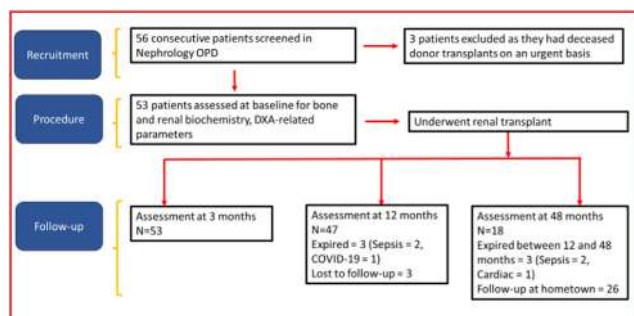 Recruitment
56 consecutive patients screened in
Nephrology OPD
3 patients excluded as they had deceased
donor transplants on an urgent basis
Procedure
53 patients assessed at baseline for bone
and renal biochemistry, DXA-related
parameters
Underwent renal transplant
Follow-up
Assessment at 3 months
N=53
Assessment at 12 months
N=47
Expired = 3 (Sepsis = 2,
COVID-19 = 1)
Lost to follow-up = 3
Assessment at 48 months
N=18
Expired between 12 and 48
months = 3 (Sepsis = 2,
Cardiac = 1)
Follow-up at hometown = 26